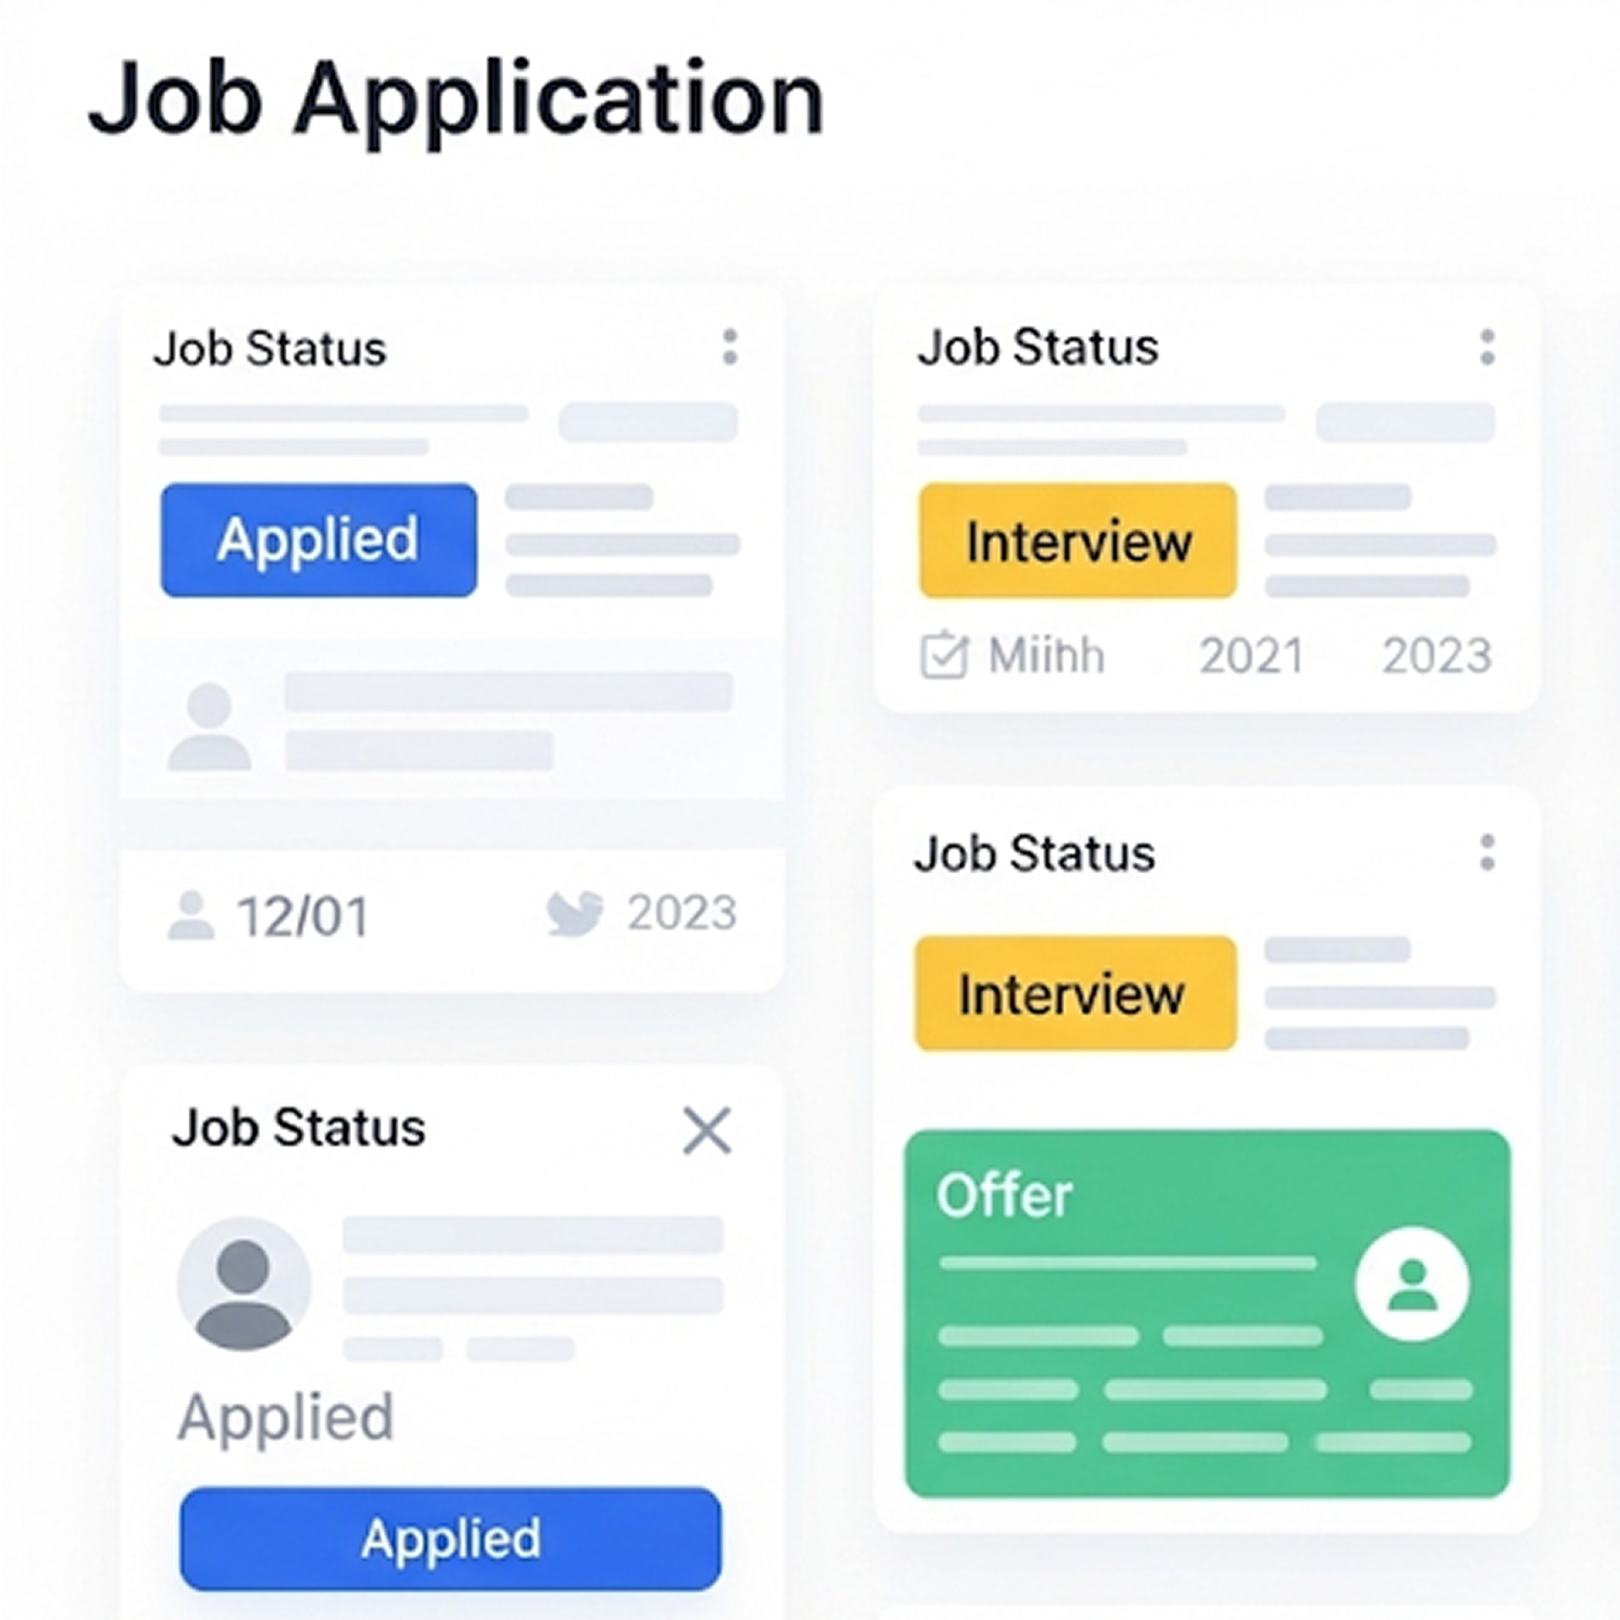 Job Application
Job Status
Applied
12/01 2023
Job Status
Applied
Applied
Job Status
Interview
Miihh 2021 2023
Job Status
Interview
Offer